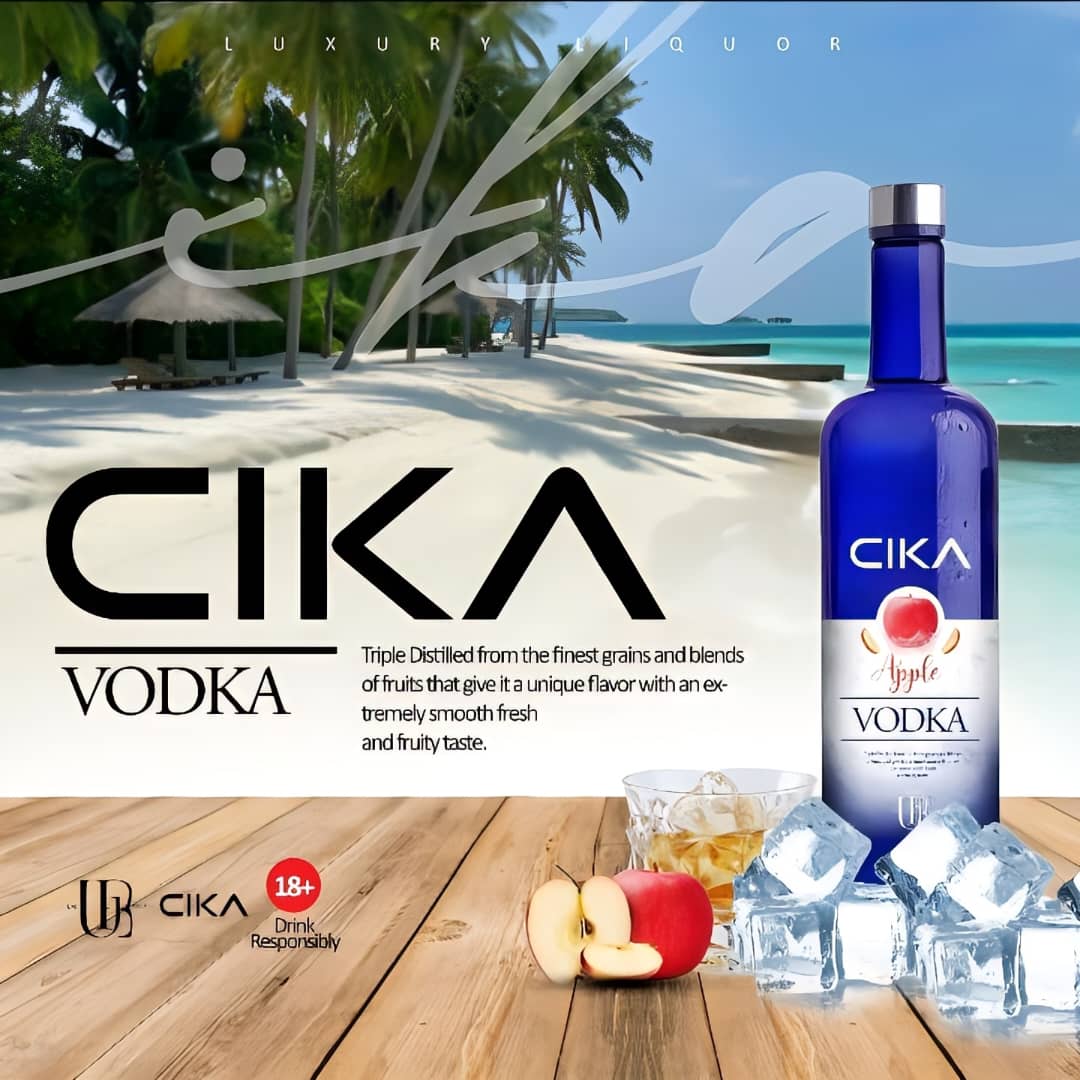 LUXURY LIQUOR
ika
CIKA
VODKA
Triple Distilled from the finest grains and blends
of fruits that give it a unique flavor with an ex-
tremely smooth fresh
and fruity taste.
CIKA
Apple
VODKA
CIKA
18+
Drink
Responsibly